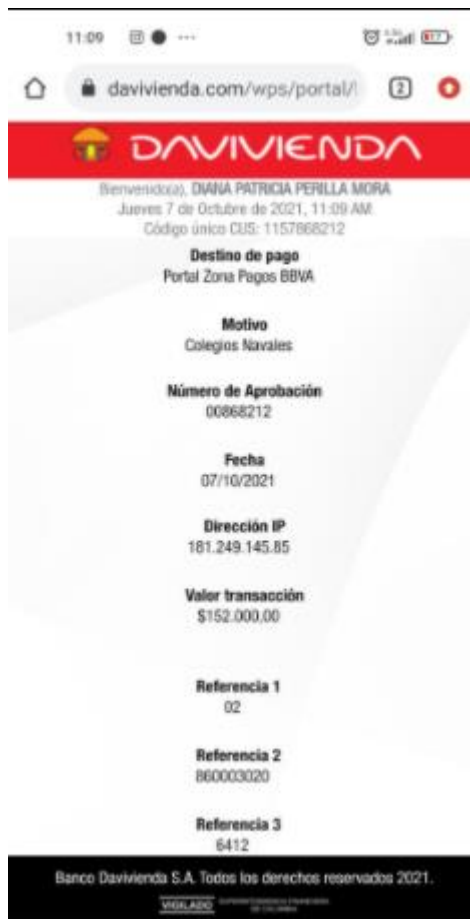 11:09
davivienda.com/wps/portal/
2
DAVIVIENDA
Bienvenido(a), DIANA PATRICIA PERILLA MORA
Jueves 7 de Octubre de 2021, 11:09 AM
Código único CUS: 1157868212
Destino de pago
Portal Zona Pagos BBVA
Motivo
Colegios Navales
Número de Aprobación
00868212
Fecha
07/10/2021
Dirección IP
181.249.145.85
Valor transacción
$152.000,00
Referencia 1
02
Referencia 2
860003020
Referencia 3
6412
Banco Davivienda S.A. Todos los derechos reservados 2021.
VIGILADO